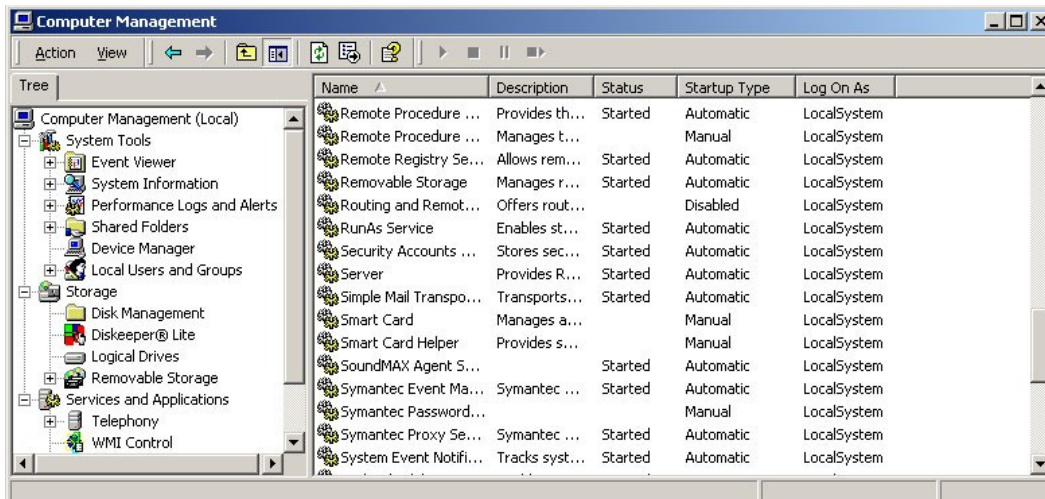 Computer Management
Action View
Tree
Computer Management (Local)
System Tools
Event Viewer
System Information
Performance Logs and Alerts
Shared Folders
Device Manager
Local Users and Groups
Storage
Disk Management
Diskeeper® Lite
Logical Drives
Removable Storage
Services and Applications
Telephony
WMI Control
Name Description Status Startup Type Log On As
Remote Procedure ... Provides th... Started Automatic LocalSystem
Remote Procedure ... Manages t... Manual LocalSystem
Remote Registry Se... Allows rem... Started Automatic LocalSystem
Removable Storage Manages r... Started Automatic LocalSystem
Routing and Remot... Offers rout... Disabled LocalSystem
RunAs Service Enables st... Started Automatic LocalSystem
Security Accounts ... Stores sec... Started Automatic LocalSystem
Server Provides R... Started Automatic LocalSystem
Simple Mail Transpo... Transports... Started Automatic LocalSystem
Smart Card Manages a... Manual LocalSystem
Smart Card Helper Provides s... Manual LocalSystem
SoundMAX Agent S... Started Automatic LocalSystem
Symantec Event Ma... Symantec ... Started Automatic LocalSystem
Symantec Password... Manual LocalSystem
Symantec Proxy Se... Symantec ... Started Automatic LocalSystem
System Event Notifi... Tracks syst... Started Automatic LocalSystem